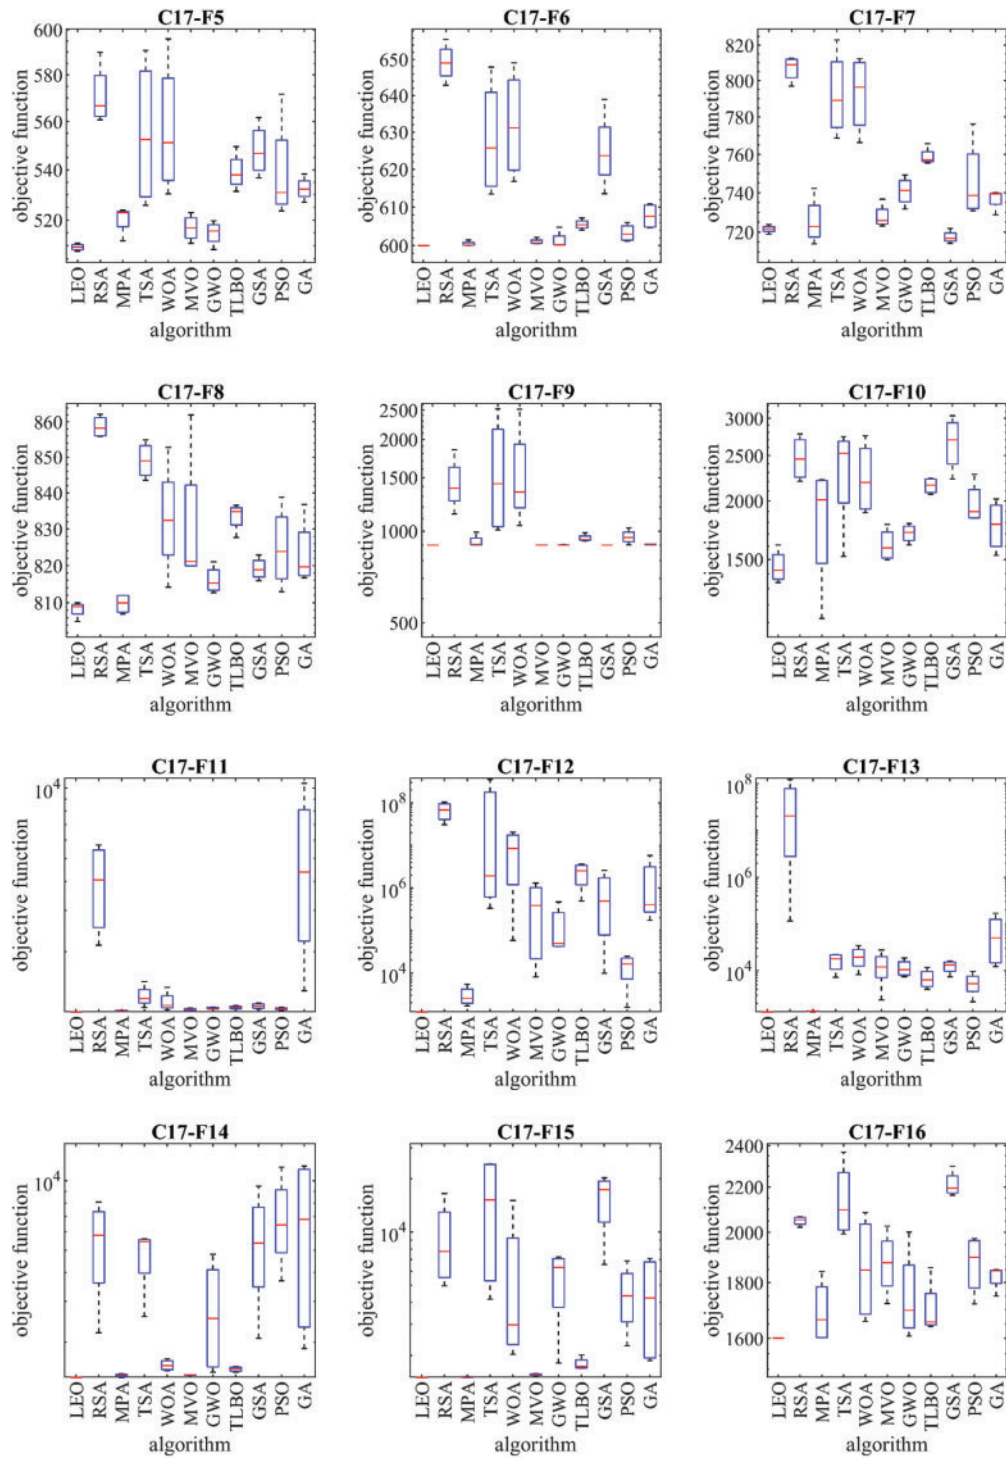 C17-F5 C17-F6 C17-F7
600 580 560 540 520
objective function
LEO RSA MPA TSA WOA MVO GWO TLBO GSA PSO GA
algorithm
650 640 630 620 610 600
objective function
LEO RSA MPA TSA WOA MVO GWO TLBO GSA PSO GA
algorithm
820 800 780 760 740 720
objective function
LEO RSA MPA TSA WOA MVO GWO TLBO GSA PSO GA
algorithm
C17-F8 C17-F9 C17-F10
860 850 840 830 820 810
objective function
LEO RSA MPA TSA WOA MVO GWO TLBO GSA PSO GA
algorithm
2500 2000 1500 1000 500
objective function
LEO RSA MPA TSA WOA MVO GWO TLBO GSA PSO GA
algorithm
3000 2500 2000 1500
objective function
LEO RSA MPA TSA WOA MVO GWO TLBO GSA PSO GA
algorithm
C17-F11 C17-F12 C17-F13
10^4
objective function
LEO RSA MPA TSA WOA MVO GWO TLBO GSA PSO GA
algorithm
10^8 10^6 10^4
objective function
LEO RSA MPA TSA WOA MVO GWO TLBO GSA PSO GA
algorithm
10^8 10^6 10^4
objective function
LEO RSA MPA TSA WOA MVO GWO TLBO GSA PSO GA
algorithm
C17-F14 C17-F15 C17-F16
10^4
objective function
LEO RSA MPA TSA WOA MVO GWO TLBO GSA PSO GA
algorithm
10^4
objective function
LEO RSA MPA TSA WOA MVO GWO TLBO GSA PSO GA
algorithm
2400 2200 2000 1800 1600
objective function
LEO RSA MPA TSA WOA MVO GWO TLBO GSA PSO GA
algorithm